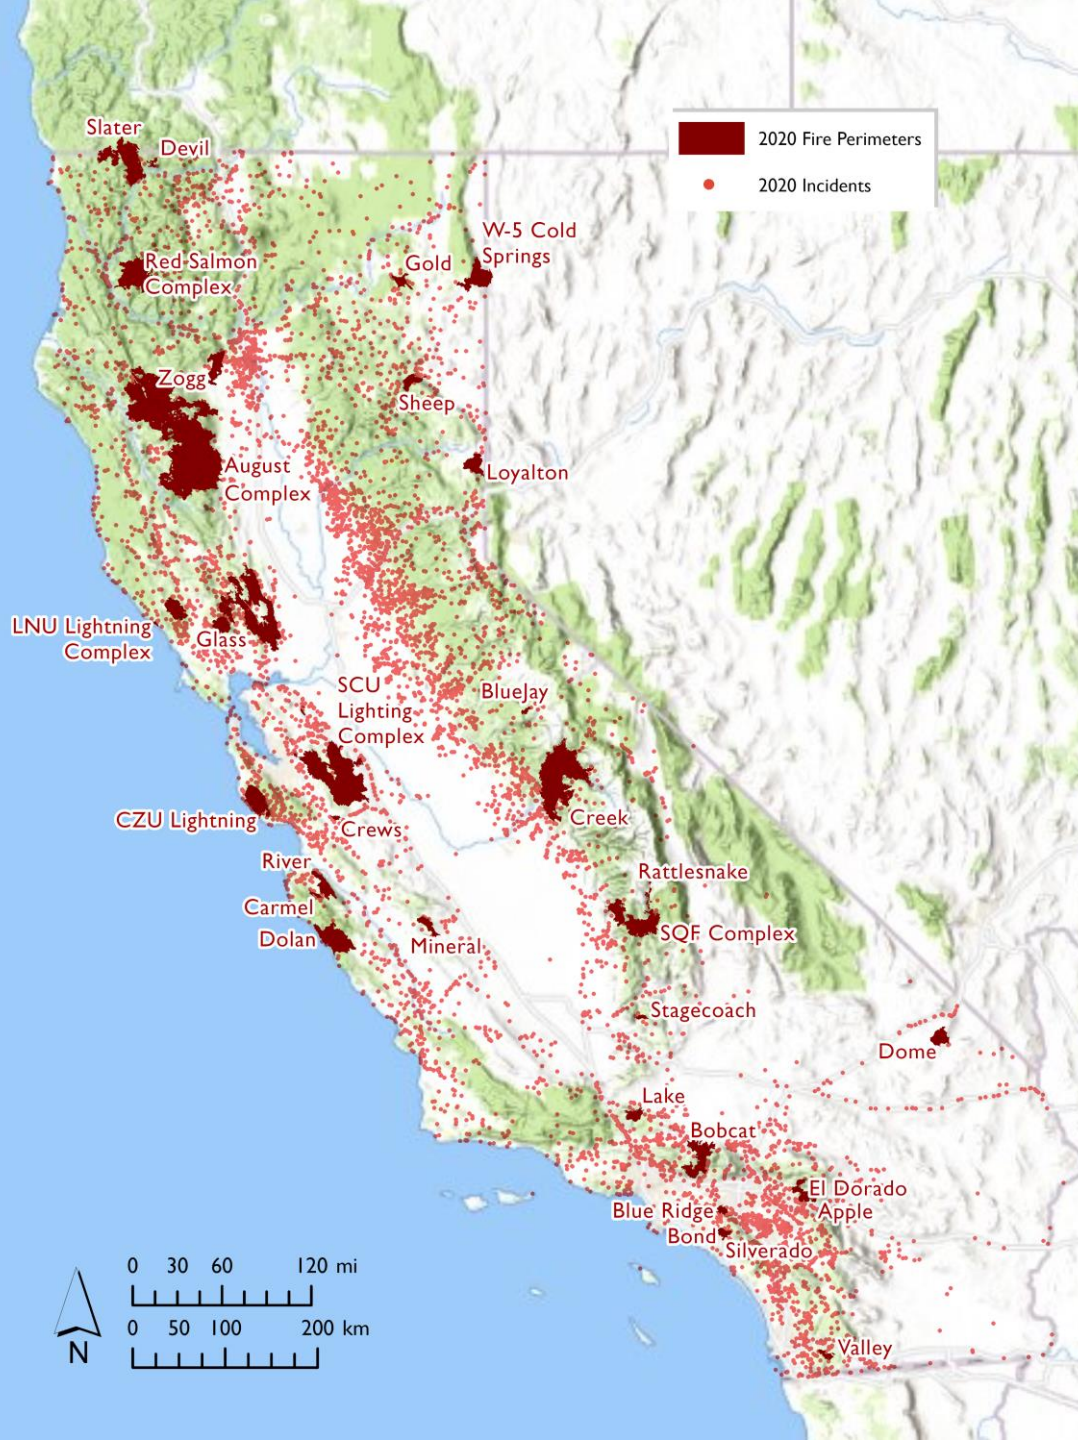 Slater
Devil
2020 Fire Perimeters
2020 Incidents
W-5 Cold
Springs
Gold
Red Salmon
Complex
Zogg
Sheep
August
Complex
Loyalton
LNU Lightning
Complex
Glass
SCU
Lighting
Complex
BlueJay
CZU Lightning
Crews
Creek
River
Carmel
Dolan
Mineral
Rattlesnake
SQF Complex
Stagecoach
Dome
Lake
Bobcat
El Dorado
Apple
Blue Ridge
Bond
Silverado
Valley
0 30 60 120 mi
0 50 100 200 km
N